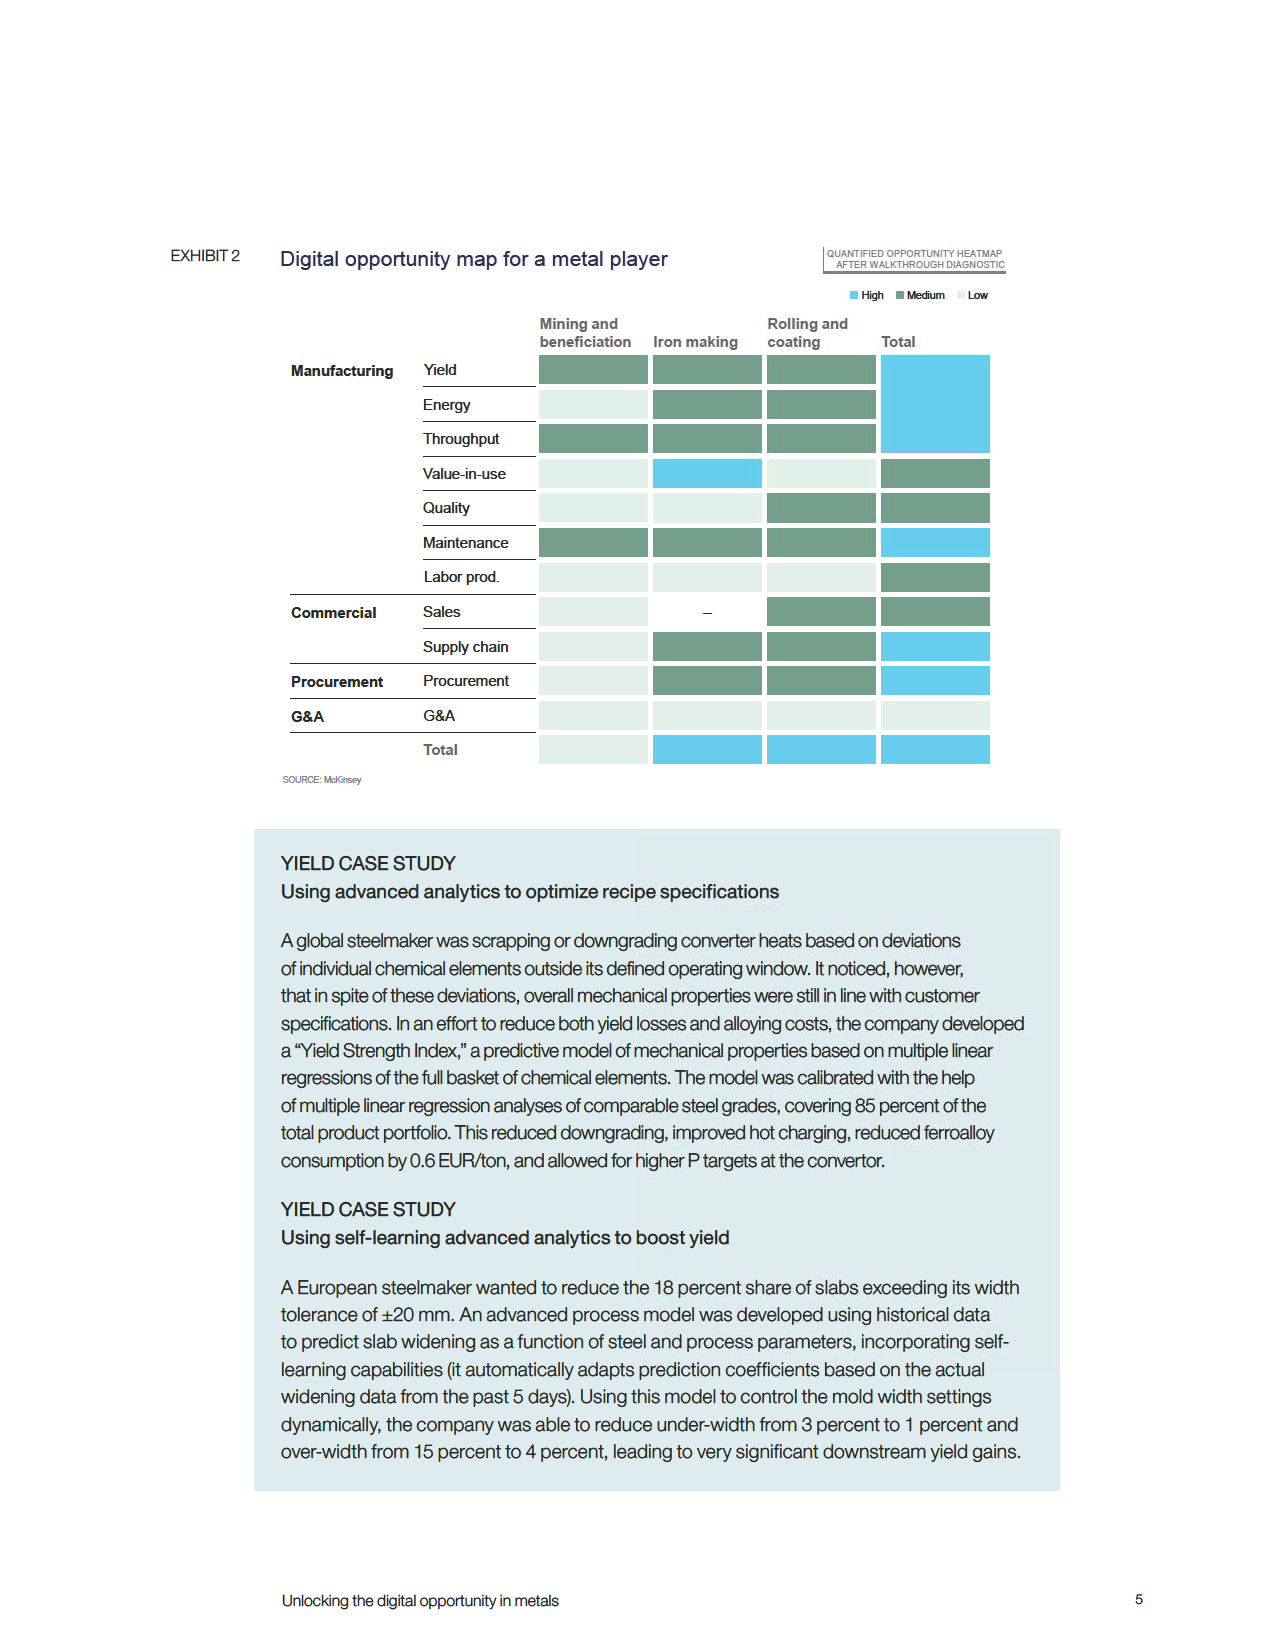 EXHIBIT 2
Digital opportunity map for a metal player
QUANTIFIED OPPORTUNITY HEATMAP
AFTER WALKTHROUGH DIAGNOSTIC
High Medium Low
Mining and
beneficiation
Iron making
Rolling and
coating
Total
Manufacturing
Yield
Energy
Throughput
Value-in-use
Quality
Maintenance
Labor prod.
Commercial
Sales
–
Supply chain
Procurement
Procurement
G&A
G&A
Total
SOURCE: McKinsey
YIELD CASE STUDY
Using advanced analytics to optimize recipe specifications
A global steelmaker was scrapping or downgrading converter heats based on deviations
of individual chemical elements outside its defined operating window. It noticed, however,
that in spite of these deviations, overall mechanical properties were still in line with customer
specifications. In an effort to reduce both yield losses and alloying costs, the company developed
a “Yield Strength Index,” a predictive model of mechanical properties based on multiple linear
regressions of the full basket of chemical elements. The model was calibrated with the help
of multiple linear regression analyses of comparable steel grades, covering 85 percent of the
total product portfolio. This reduced downgrading, improved hot charging, reduced ferroalloy
consumption by 0.6 EUR/ton, and allowed for higher P targets at the convertor.
YIELD CASE STUDY
Using self-learning advanced analytics to boost yield
A European steelmaker wanted to reduce the 18 percent share of slabs exceeding its width
tolerance of ±20 mm. An advanced process model was developed using historical data
to predict slab widening as a function of steel and process parameters, incorporating self-
learning capabilities (it automatically adapts prediction coefficients based on the actual
widening data from the past 5 days). Using this model to control the mold width settings
dynamically, the company was able to reduce under-width from 3 percent to 1 percent and
over-width from 15 percent to 4 percent, leading to very significant downstream yield gains.
Unlocking the digital opportunity in metals
5